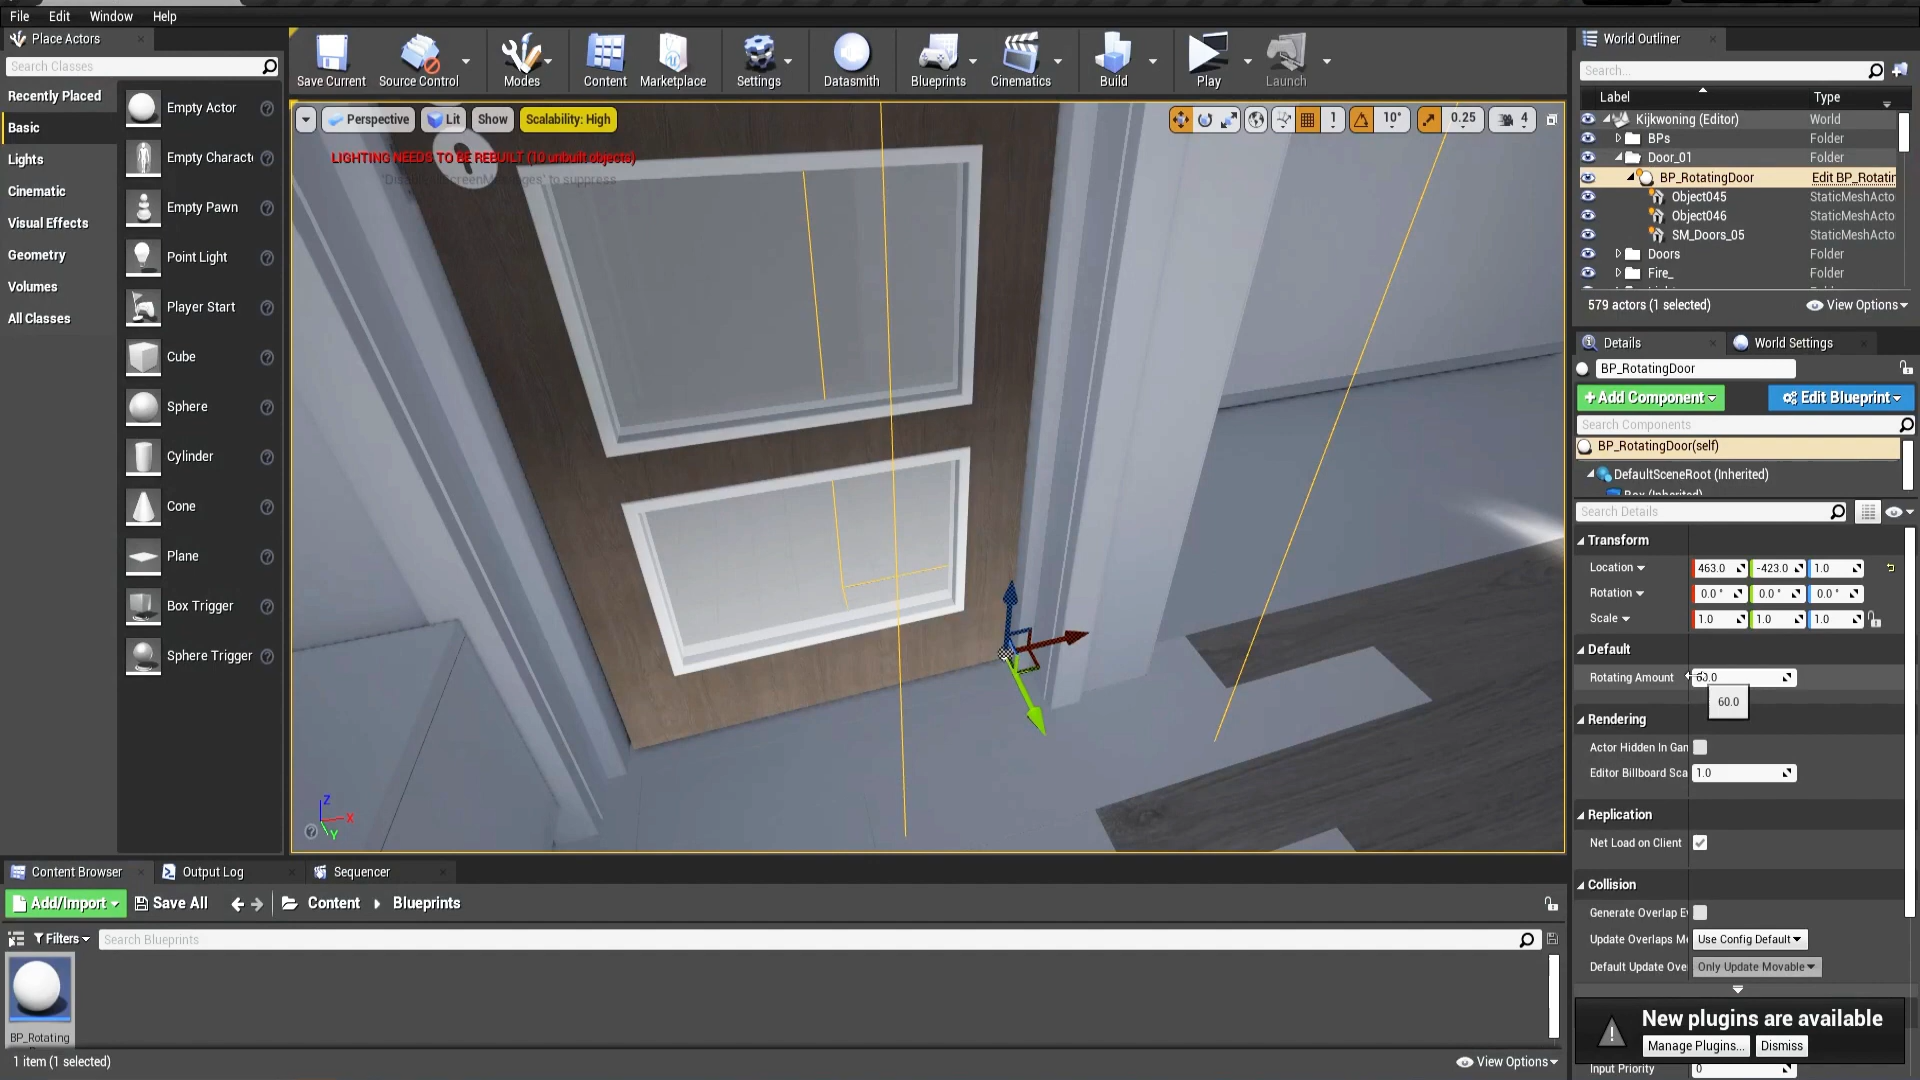 File Edit Window Help
Place Actors
Search Classes
Recently Placed
Basic
Lights
Cinematic
Visual Effects
Geometry
Volumes
All Classes
Empty Actor
Empty Charact
Empty Pawn
Point Light
Player Start
Cube
Sphere
Cylinder
Cone
Plane
Box Trigger
Sphere Trigger
Save Current
Source Control
Modes
Content
Marketplace
Settings
Datasmith
Blueprints
Cinematics
Build
Play
Launch
Perspective
Lit
Show
Scalability: High
1
10°
0.25
4
LIGHTING NEEDS TO BE REBUILT (10 unbuilt objects)
to suppress
Z
X
Y
World Outliner
Search...
Label Type
Kijkwoning (Editor) World
BPs Folder
Door_01 Folder
BP_RotatingDoor Edit BP_Rotatin
Object045 StaticMeshActo
Object046 StaticMeshActo
SM_Doors_05 StaticMeshActo
Doors Folder
Fire_ Folder
579 actors (1 selected)
View Options
Details
World Settings
BP_RotatingDoor
+Add Component
Edit Blueprint
Search Components
BP_RotatingDoor(self)
DefaultSceneRoot (Inherited)
Box (Inherited)
Search Details
Transform
Location 463.0 -423.0 1.0
Rotation 0.0 ° 0.0 ° 0.0 °
Scale 1.0 1.0 1.0
Default
Rotating Amount 60.0
60.0
Rendering
Actor Hidden In Gan
Editor Billboard Sca 1.0
Replication
Net Load on Client
Collision
Generate Overlap Ev
Update Overlaps Me Use Config Default
Default Update Over Only Update Movable
New plugins are available
Manage Plugins...
Dismiss
Input Priority 0
Content Browser
Output Log
Sequencer
Add/Import
Save All
Content
Blueprints
Filters
Search Blueprints
BP_Rotating
1 item (1 selected)
View Options